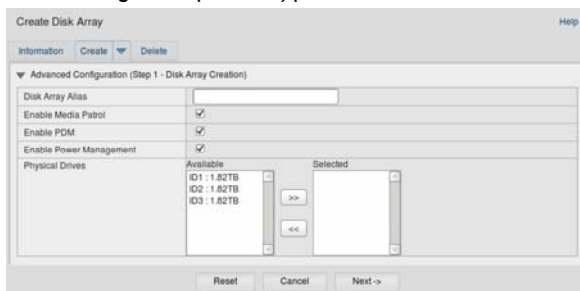 Create Disk Array
Help
Information Create Delete
Advanced Configuration (Step 1 - Disk Array Creation)
Disk Array Alias
Enable Media Patrol
Enable PDM
Enable Power Management
Physical Drives
Available
Selected
ID1 : 1.82TB
ID2 : 1.82TB
ID3 : 1.82TB
>>
<<
Reset Cancel Next ->